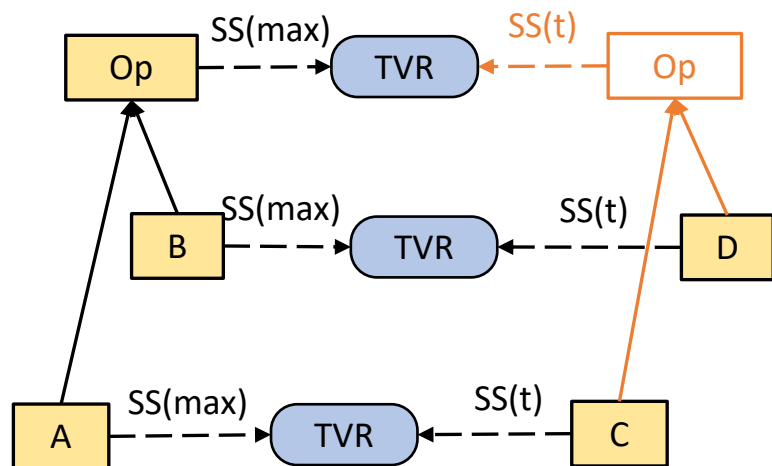 SS(max)
SS(t)
Op
TVR
Op
SS(max)
SS(t)
B
TVR
D
SS(max)
SS(t)
A
TVR
C